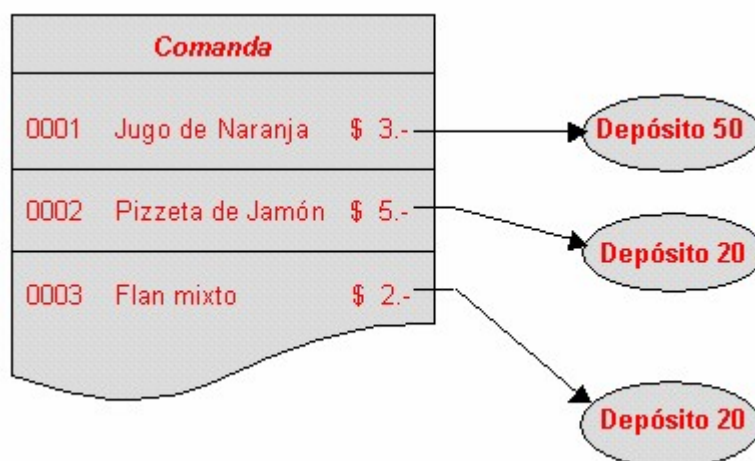 Comanda
0001 Jugo de Naranja $ 3.-
Depósito 50
0002 Pizzeta de Jamón $ 5.-
Depósito 20
0003 Flan mixto $ 2.-
Depósito 20